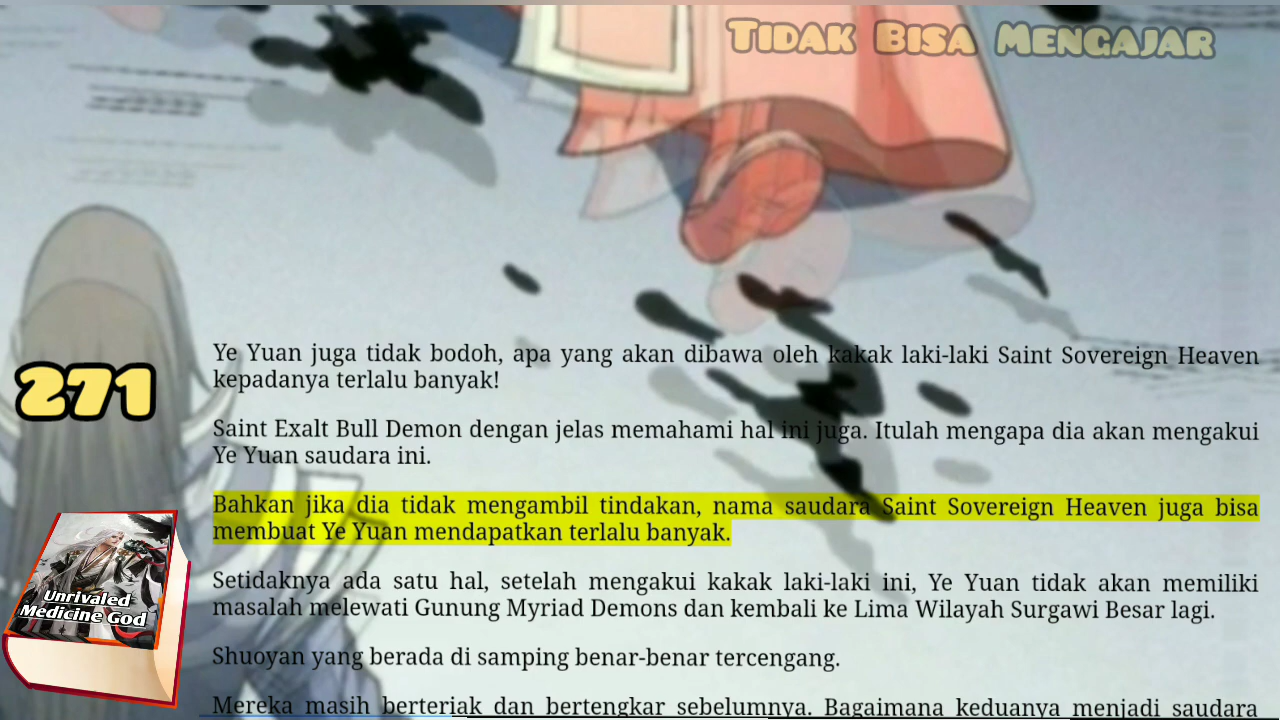 Tidak Bisa Mengajar
Ye Yuan juga tidak bodoh, apa yang akan dibawa oleh kakak laki-laki Saint Sovereign Heaven
kepadanya terlalu banyak!
271
Saint Exalt Bull Demon dengan jelas memahami hal ini juga. Itulah mengapa dia akan mengakui
Ye Yuan saudara ini.
Bahkan jika dia tidak mengambil tindakan, nama saudara Saint Sovereign Heaven juga bisa
membuat Ye Yuan mendapatkan terlalu banyak.
Setidaknya ada satu hal, setelah mengakui kakak laki-laki ini, Ye Yuan tidak akan memiliki
masalah melewati Gunung Myriad Demons dan kembali ke Lima Wilayah Surgawi Besar lagi.
Unrivaled
Medicine God
Shuoyan yang berada di samping benar-benar tercengang.
Mereka masih berteriak dan bertengkar sebelumnya. Bagaimana keduanya menjadi saudara